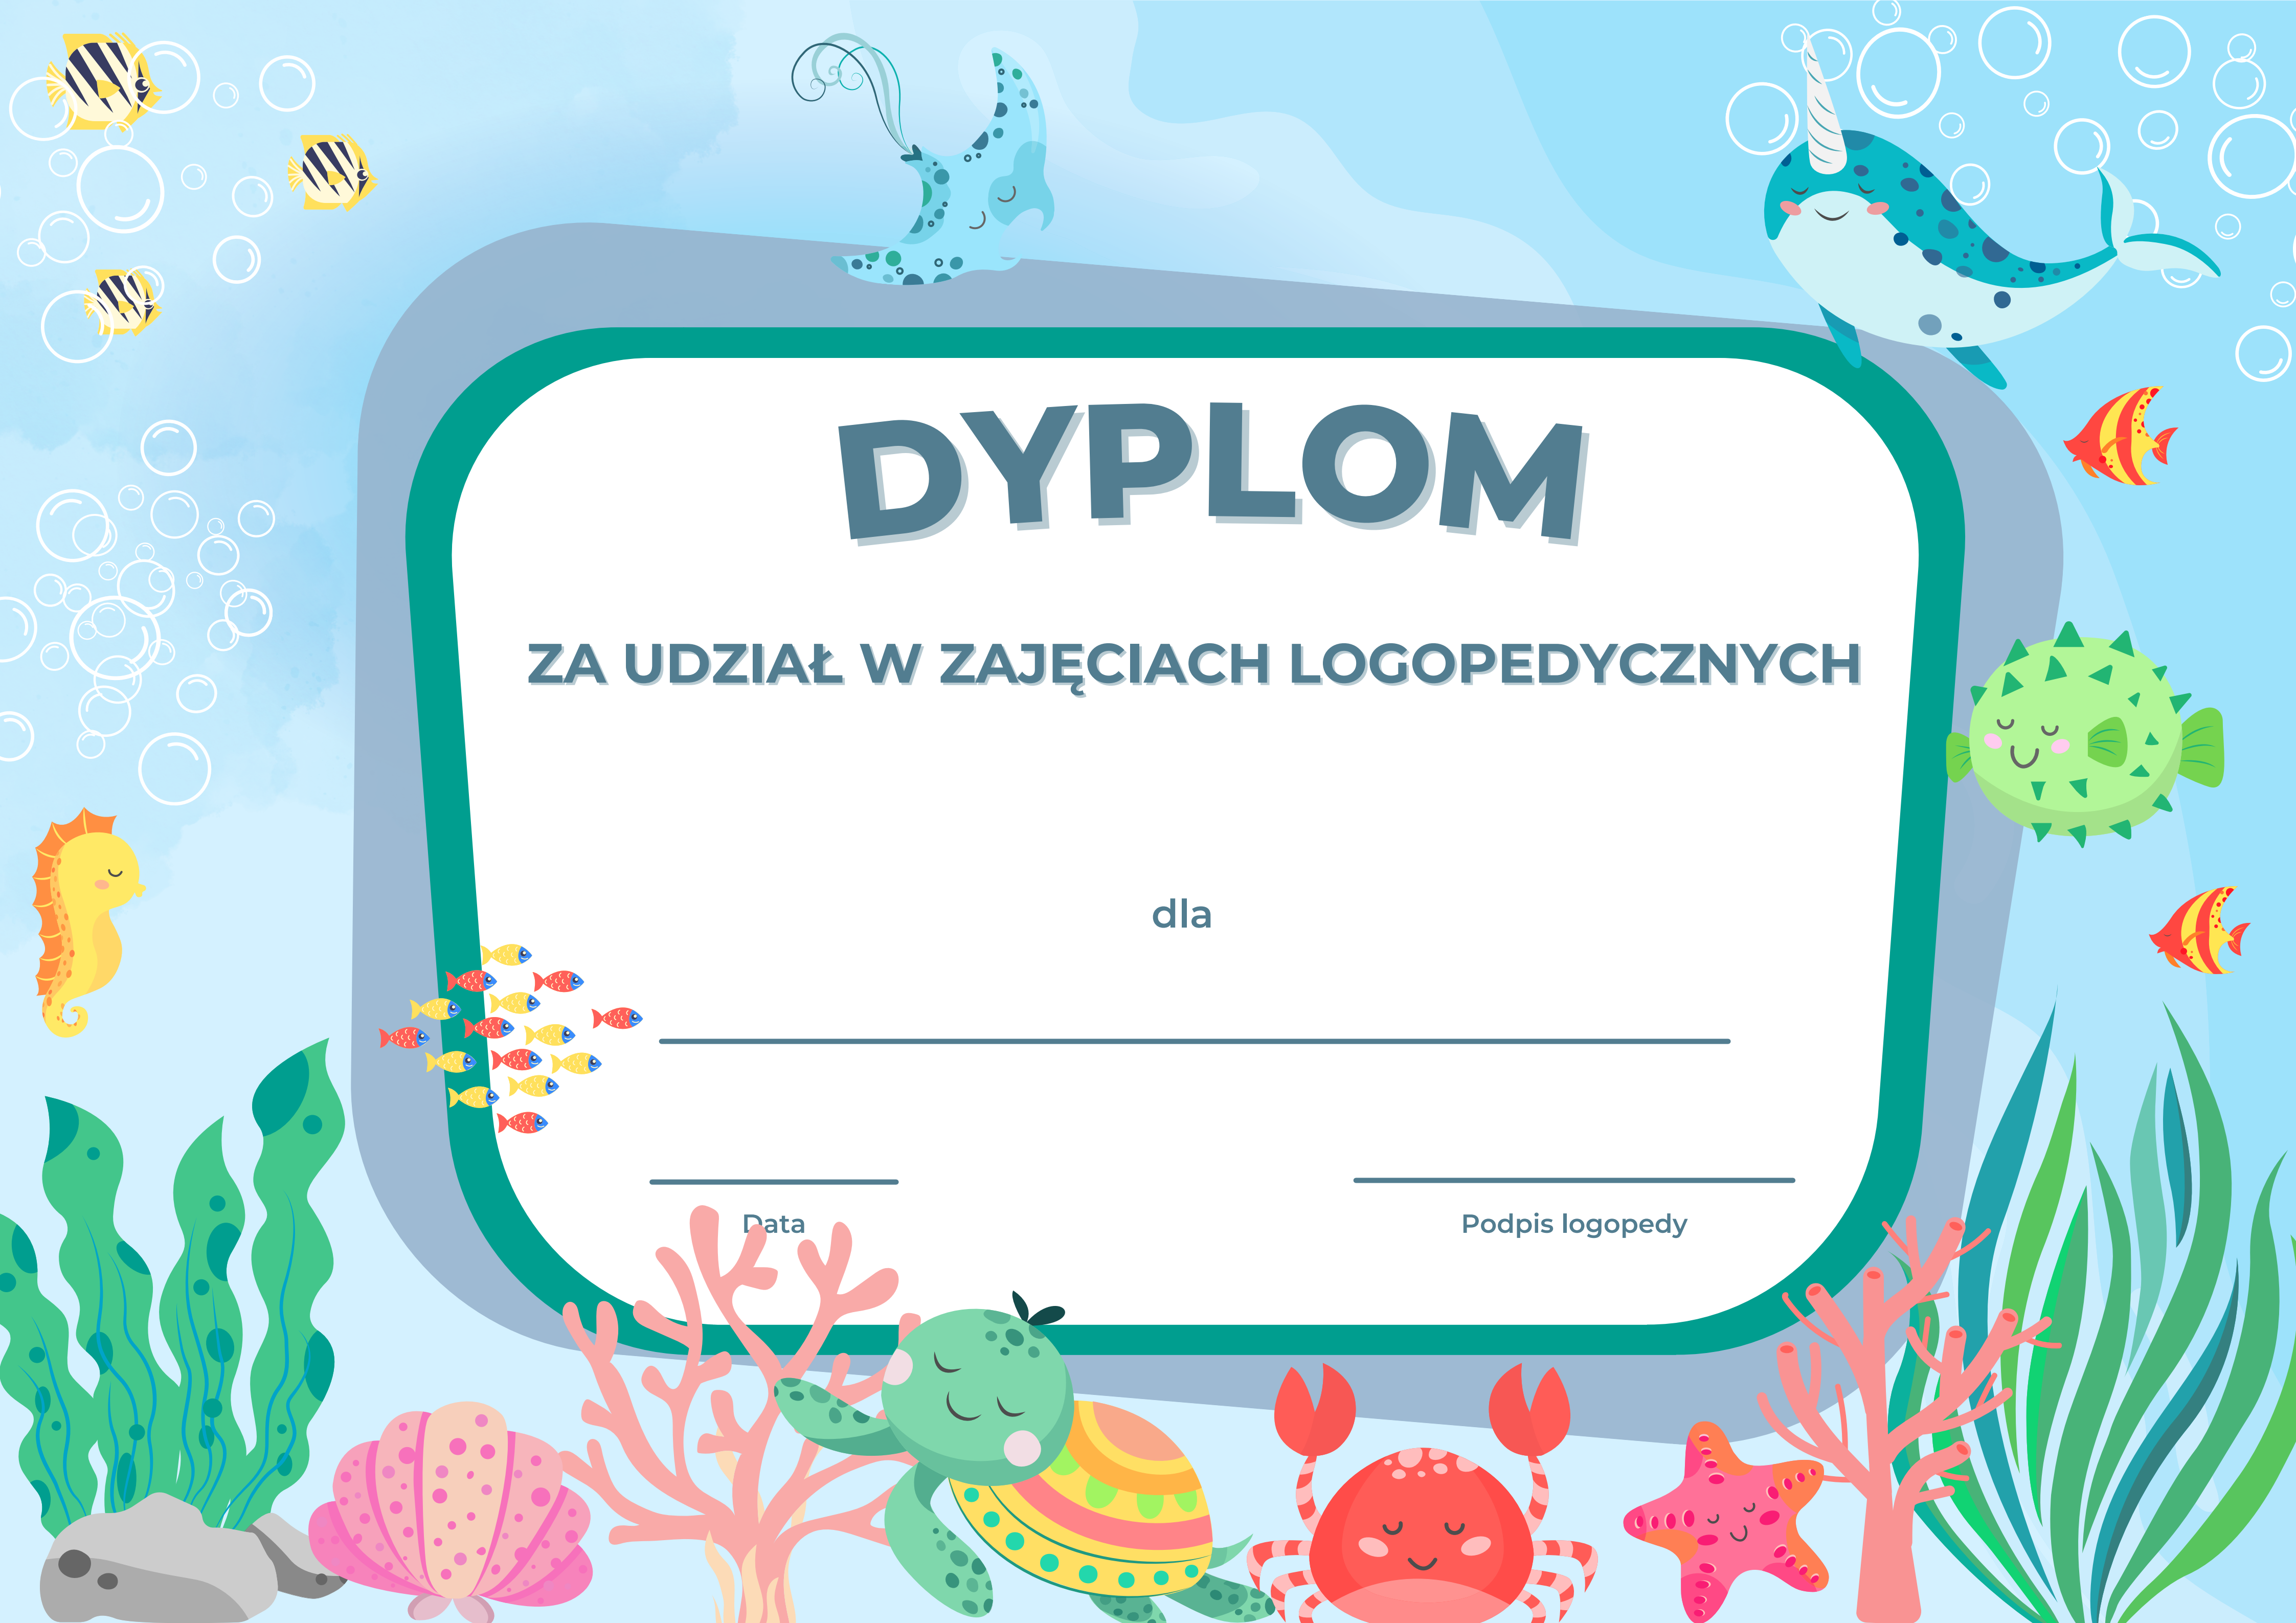 DYPLOM
ZA UDZIAŁ W ZAJĘCIACH LOGOPEDYCZNYCH
dla
Data
Podpis logopedy